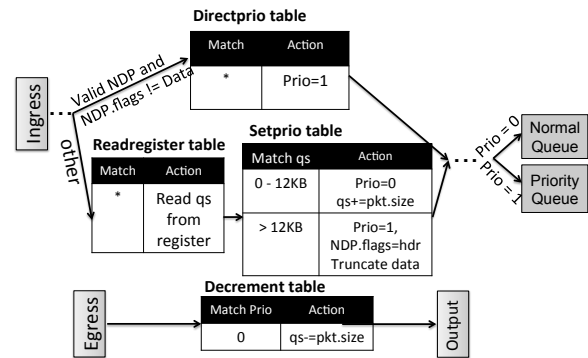 Directprio table
Match Action
* Prio=1
Ingress
Valid NDP and
NDP.flags != Data
other
Readregister table
Match Action
* Read qs
from
register
Setprio table
Match qs Action
0 - 12KB Prio=0
qs+=pkt.size
> 12KB Prio=1,
NDP.flags=hdr
Truncate data
...
...
Prio = 0
Prio = 1
Normal
Queue
Priority
Queue
Decrement table
Egress
Match Prio Action
0 qs-=pkt.size
Output